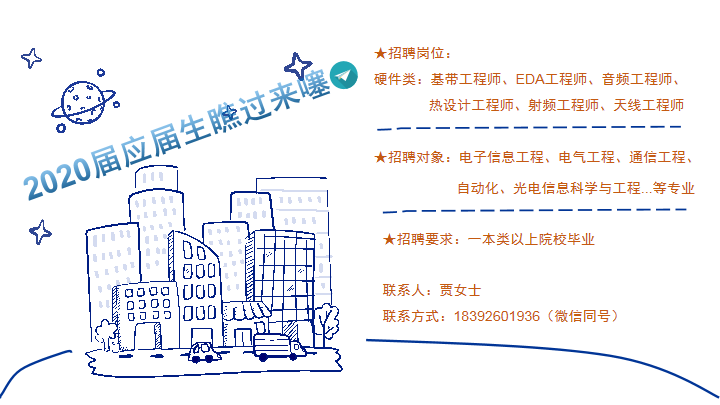 2020届应届生瞧过来噻
★招聘岗位：
硬件类：基带工程师、EDA工程师、音频工程师、
热设计工程师、射频工程师、天线工程师
★招聘对象：电子信息工程、电气工程、通信工程、
自动化、光电信息科学与工程...等专业
★招聘要求：一本类以上院校毕业
联系人：贾女士
联系方式：18392601936（微信同号）